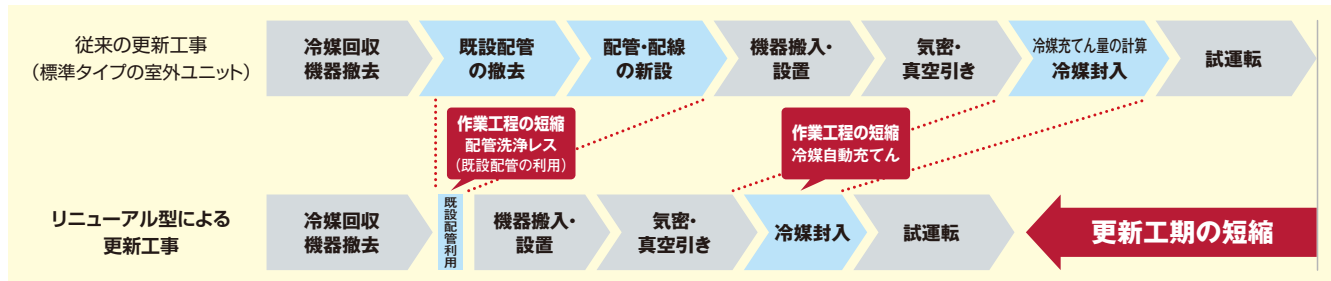 従来の更新工事
（標準タイプの室外ユニット）
冷媒回収
機器撤去
既設配管
の撤去
配管・配線
の新設
機器搬入・
設置
気密・
真空引き
冷媒充てん量の計算
冷媒封入
試運転
作業工程の短縮
配管洗浄レス
（既設配管の利用）
作業工程の短縮
冷媒自動充てん
リニューアル型による
更新工事
冷媒回収
機器撤去
既設配管利用
機器搬入・
設置
気密・
真空引き
冷媒封入
試運転
更新工期の短縮